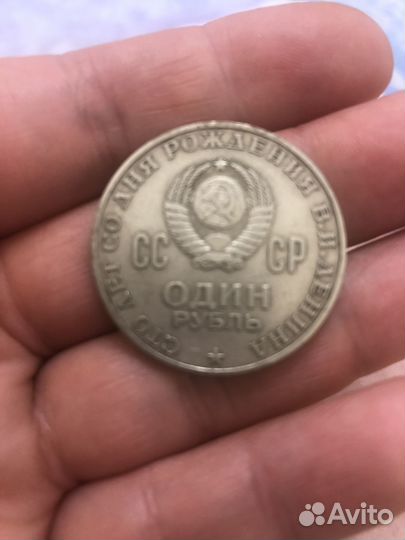 СТО ЛЕТ СО ДНЯ РОЖДЕНИЯ В.И.ЛЕНИНА
СС СР
ОДИН
РУБЛЬ
Avito